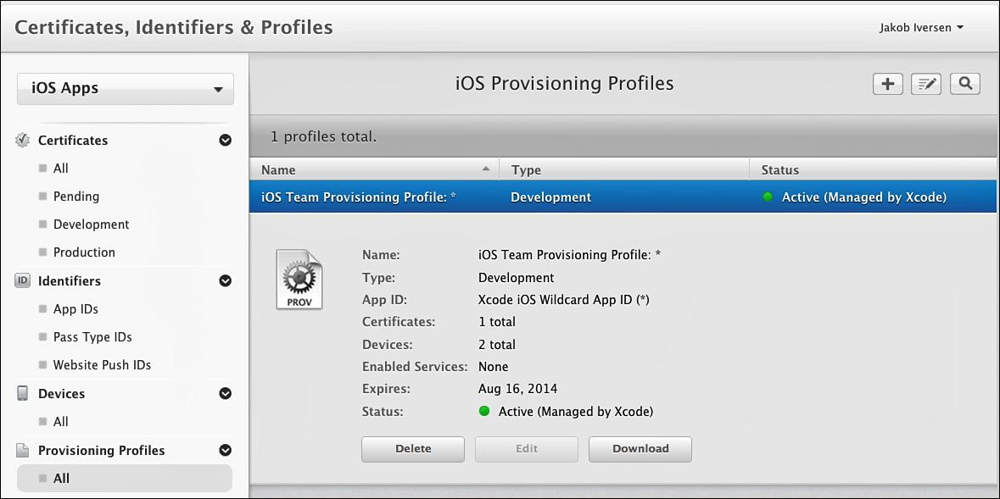 Certificates, Identifiers & Profiles
Jakob Iversen
iOS Apps
Certificates
All
Pending
Development
Production
ID Identifiers
App IDs
Pass Type IDs
Website Push IDs
Devices
All
Provisioning Profiles
All
iOS Provisioning Profiles
1 profiles total.
Name Type Status
iOS Team Provisioning Profile: * Development Active (Managed by Xcode)
PROV
Name: iOS Team Provisioning Profile: *
Type: Development
App ID: Xcode iOS Wildcard App ID (*)
Certificates: 1 total
Devices: 2 total
Enabled Services: None
Expires: Aug 16, 2014
Status: Active (Managed by Xcode)
Delete Edit Download